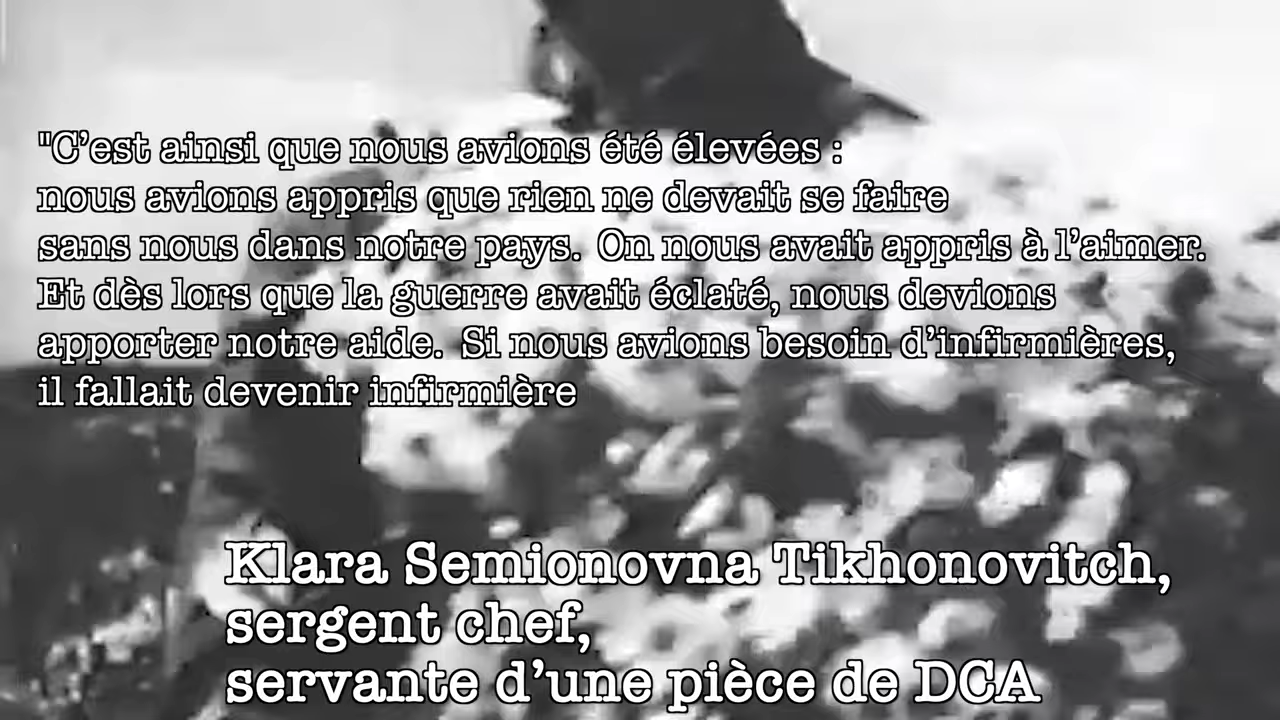 "C’est ainsi que nous avions été élevées :
nous avions appris que rien ne devait se faire
sans nous dans notre pays. On nous avait appris à l’aimer.
Et dès lors que la guerre avait éclaté, nous devions
apporter notre aide. Si nous avions besoin d’infirmières,
il fallait devenir infirmière
Klara Semionovna Tikhonovitch,
sergent chef,
servante d’une pièce de DCA